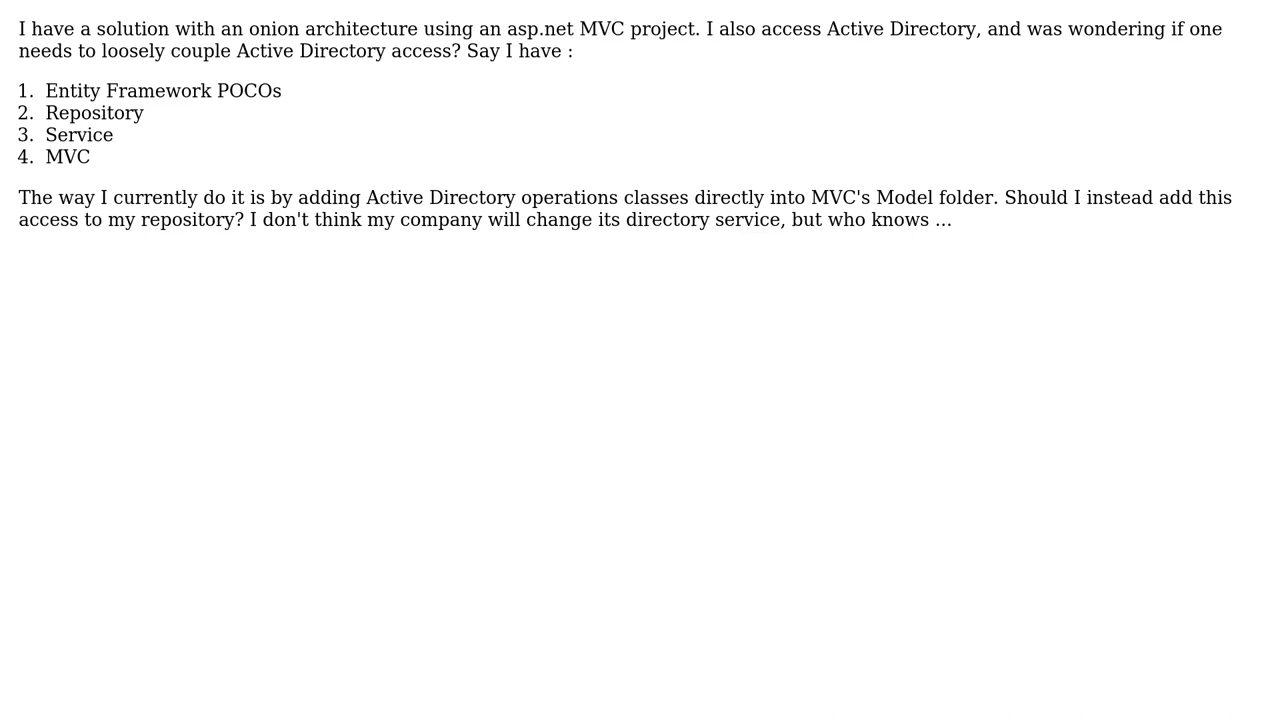 I have a solution with an onion architecture using an asp.net MVC project. I also access Active Directory, and was wondering if one
needs to loosely couple Active Directory access? Say I have :
1. Entity Framework POCOs
2. Repository
3. Service
4. MVC
The way I currently do it is by adding Active Directory operations classes directly into MVC's Model folder. Should I instead add this
access to my repository? I don't think my company will change its directory service, but who knows ...